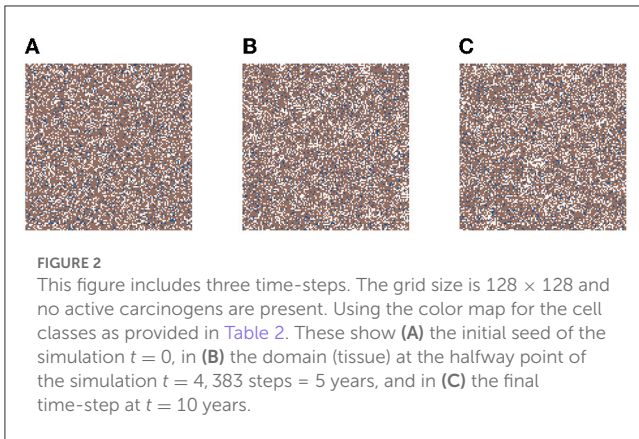 A
B
C
FIGURE 2
This figure includes three time-steps. The grid size is 128 × 128 and
no active carcinogens are present. Using the color map for the cell
classes as provided in Table 2. These show (A) the initial seed of the
simulation t = 0, in (B) the domain (tissue) at the halfway point of
the simulation t = 4, 383 steps = 5 years, and in (C) the final
time-step at t = 10 years.